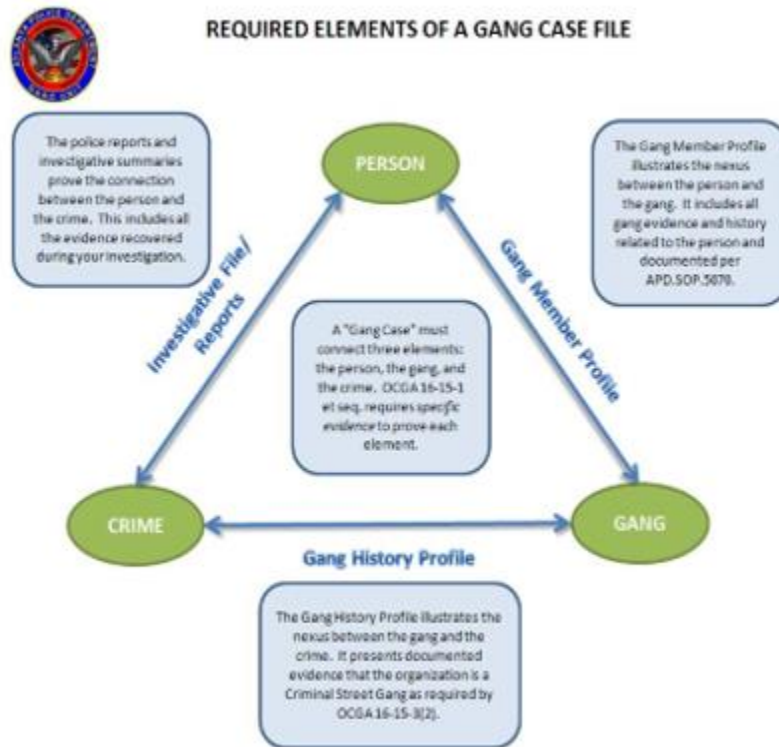 ATLANTA POLICE DEPARTMENT
GANG UNIT
REQUIRED ELEMENTS OF A GANG CASE FILE
The police reports and
investigative summaries
prove the connection
between the person and
the crime. This includes all
the evidence recovered
during your investigation.
PERSON
The Gang Member Profile
illustrates the nexus
between the person and
the gang. It includes all
gang evidence and history
related to the person and
documented per
APD.SOP.5070.
Investigative File/
Reports
Gang Member Profile
A "Gang Case" must
connect three elements:
the person, the gang, and
the crime. OCGA 16-15-1
et seq. requires specific
evidence to prove each
element.
CRIME
GANG
Gang History Profile
The Gang History Profile illustrates the
nexus between the gang and the
crime. It presents documented
evidence that the organization is a
Criminal Street Gang as required by
OCGA 16-15-3(2).